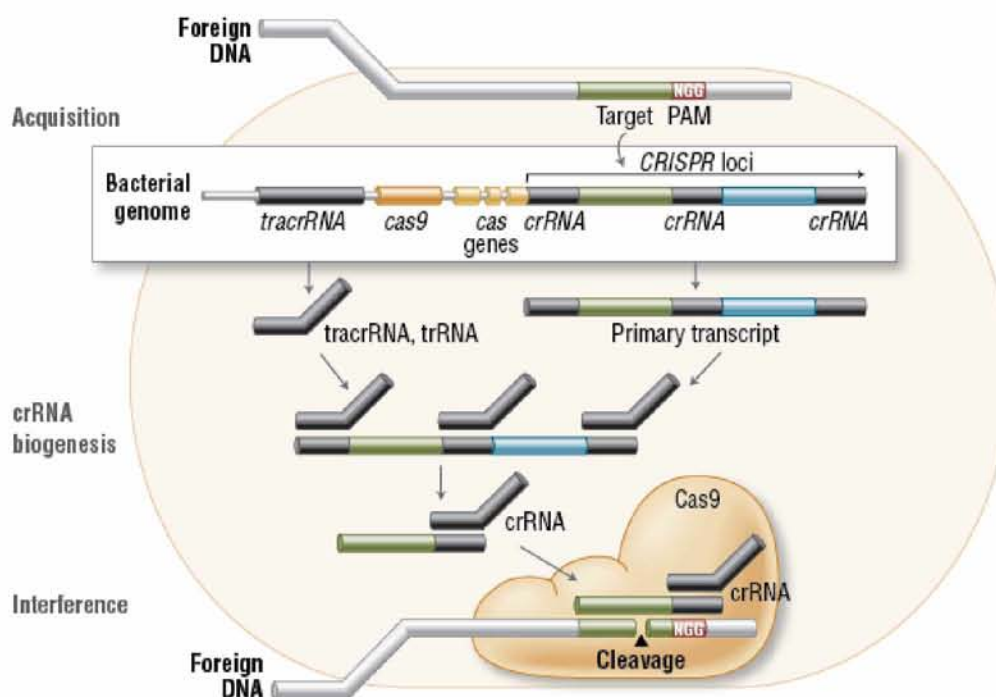 Foreign
DNA
NGG
Acquisition
Target PAM
CRISPR loci
Bacterial
genome
tracrRNA cas9 cas
genes crRNA crRNA crRNA
tracrRNA, trRNA
Primary transcript
crRNA
biogenesis
Cas9
crRNA
crRNA
Interference
NGG
Cleavage
Foreign
DNA